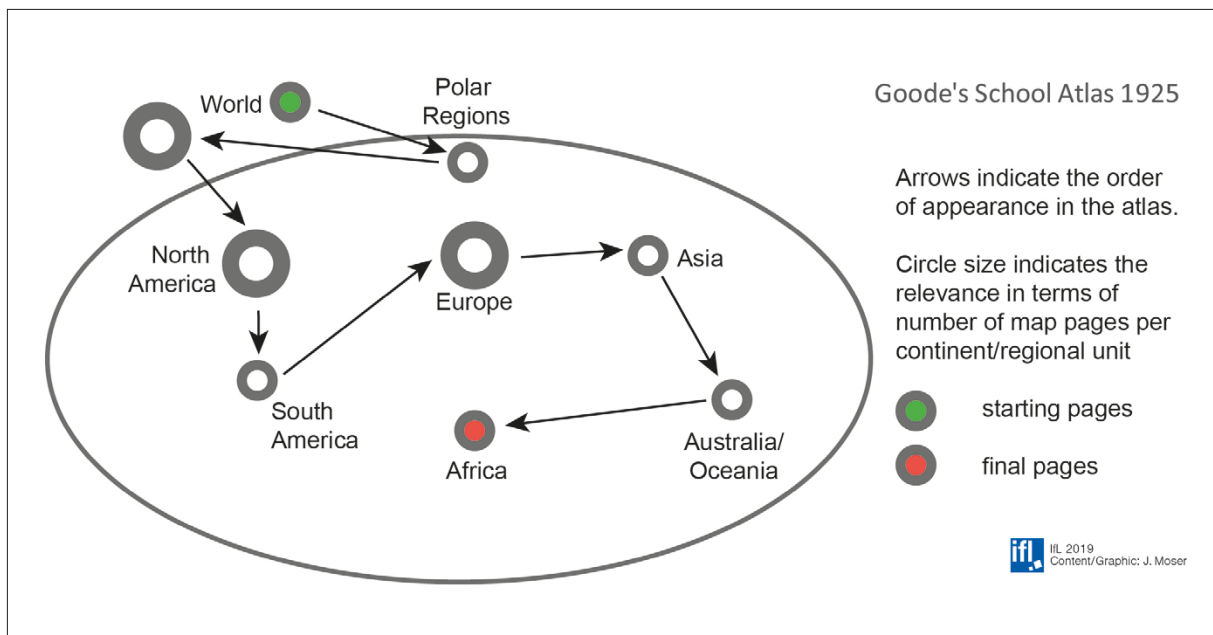 Goode's School Atlas 1925
World
Polar
Regions
North
America
Europe
Asia
South
America
Africa
Australia/
Oceania
Arrows indicate the order
of appearance in the atlas.
Circle size indicates the
relevance in terms of
number of map pages per
continent/regional unit
starting pages
final pages
ifl
IfL 2019
Content/Graphic: J. Moser